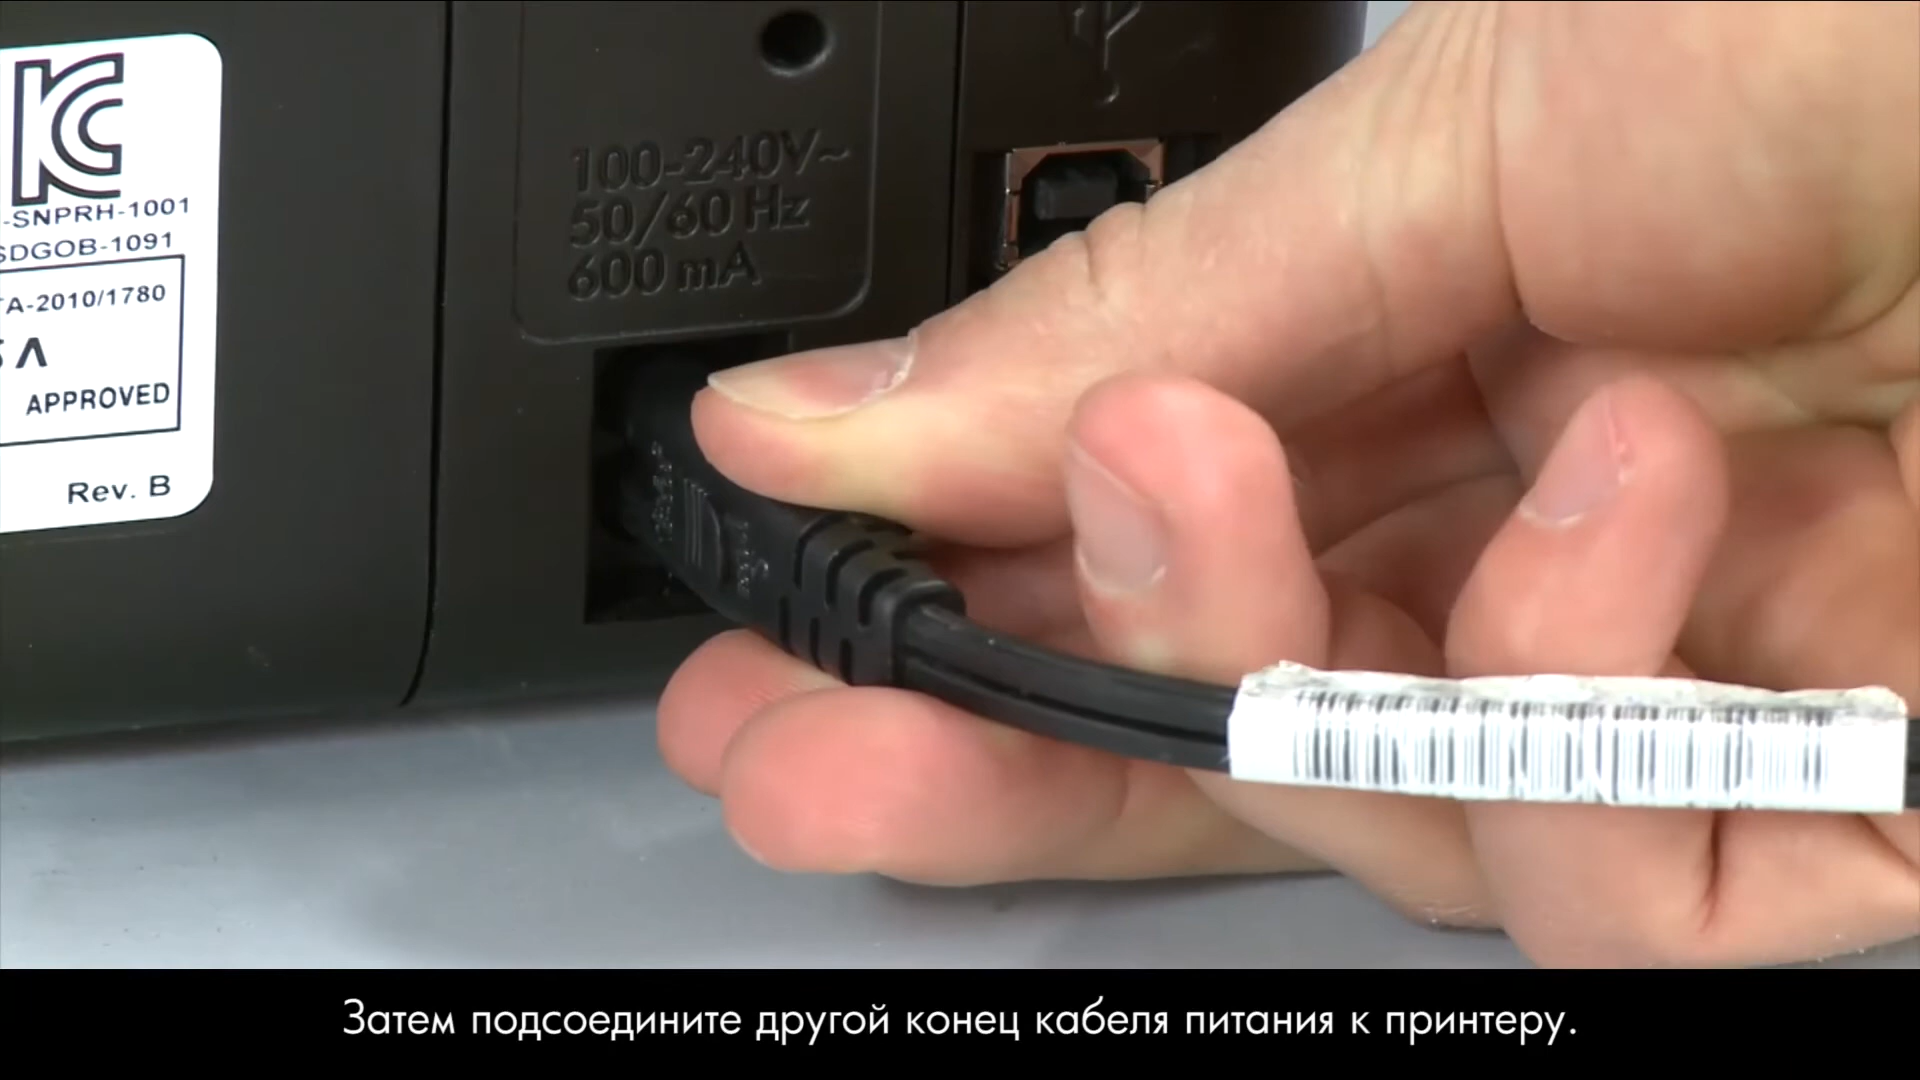 KC
-SNPRH-1001
SDGOB-1091
TA-2010/1780
APPROVED
Rev. B
100-240V~
50/60 Hz
600 mA
Затем подсоедините другой конец кабеля питания к принтеру.